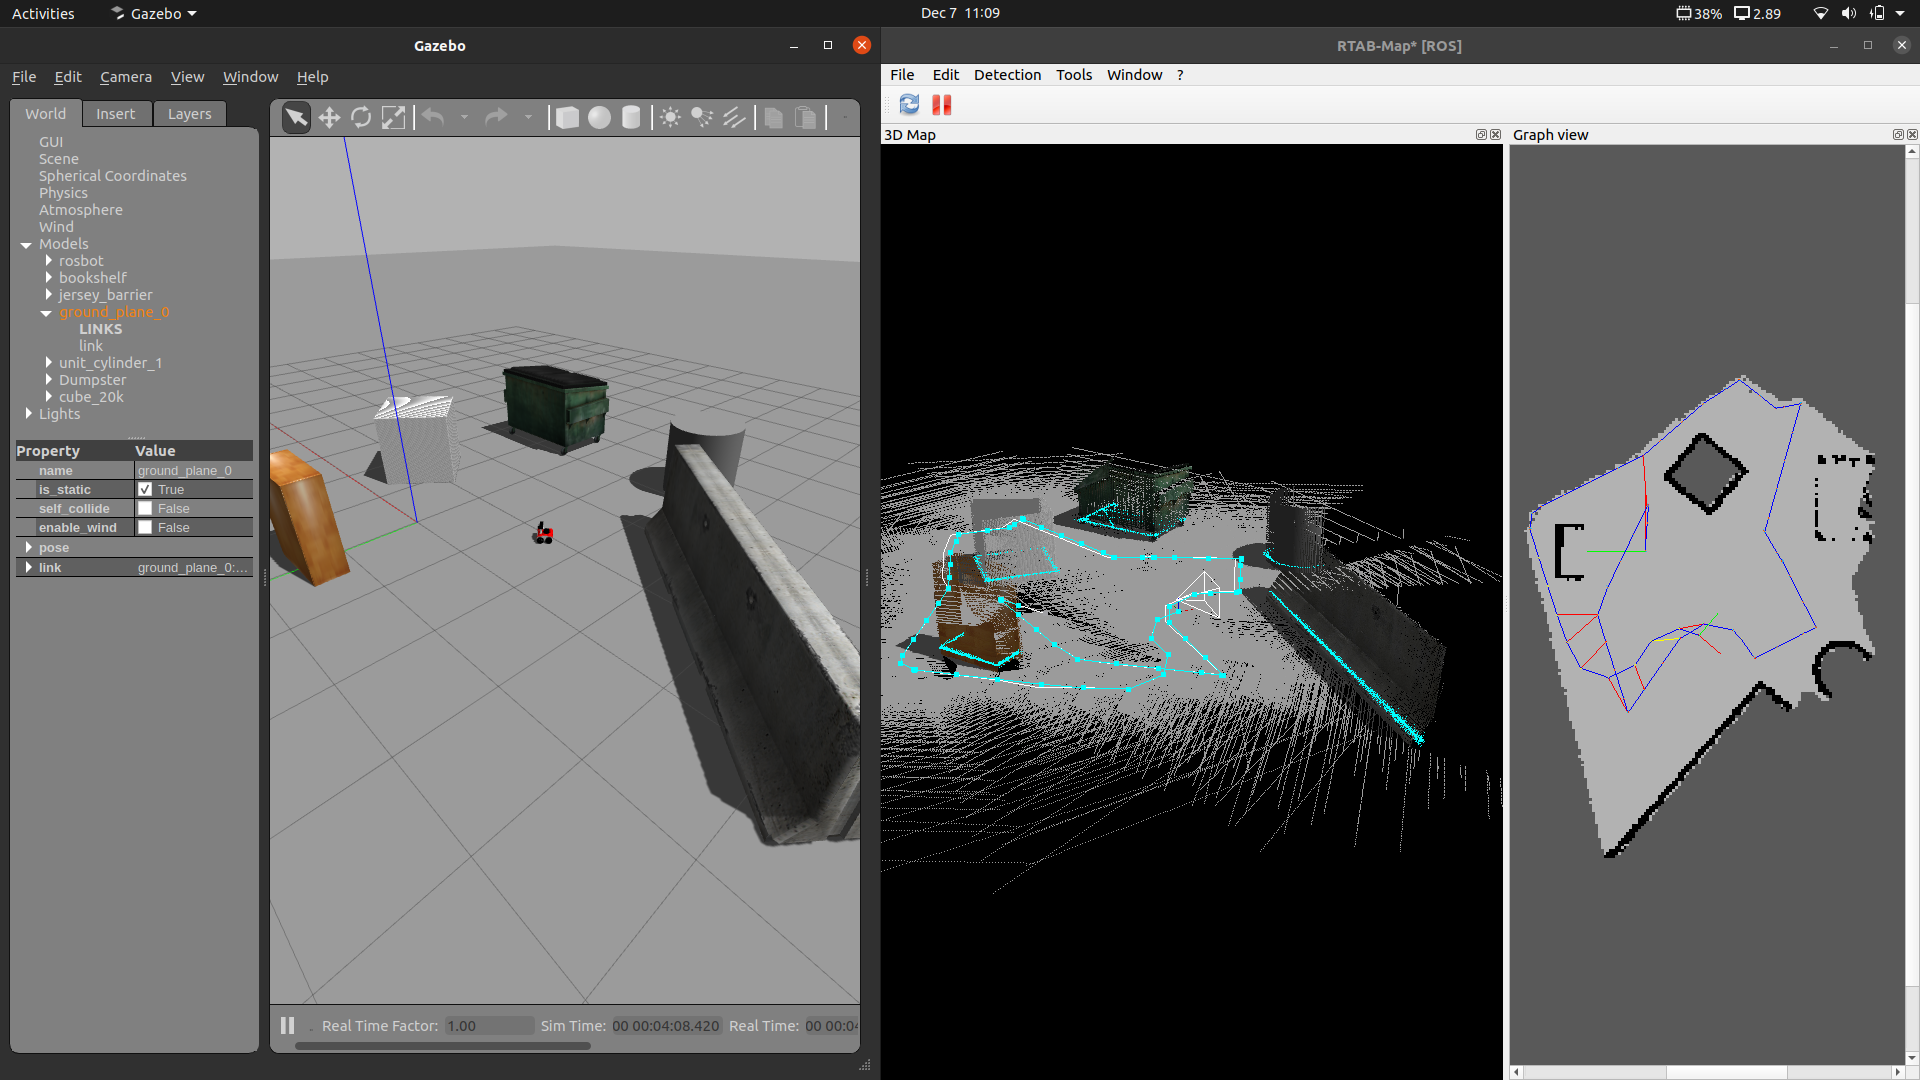 Activities
Gazebo
Dec 7 11:09
38%
2.89
Gazebo
File Edit Camera View Window Help
World Insert Layers
GUI
Scene
Spherical Coordinates
Physics
Atmosphere
Wind
Models
rosbot
bookshelf
jersey_barrier
ground_plane_0
LINKS
link
unit_cylinder_1
Dumpster
cube_20k
Lights
Property Value
name ground_plane_0
is_static True
self_collide False
enable_wind False
pose
link ground_plane_0:...
Real Time Factor: 1.00 Sim Time: 00 00:04:08.420 Real Time: 00 00:04
RTAB-Map* [ROS]
File Edit Detection Tools Window ?
3D Map
Graph view